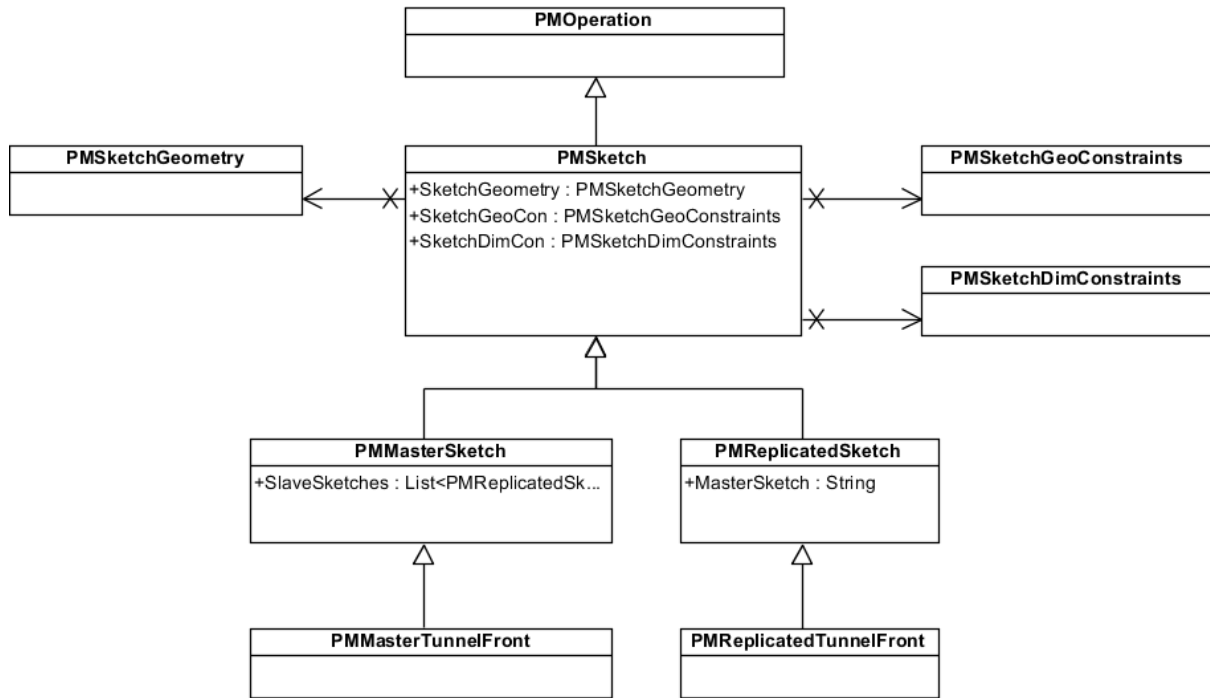 PMOperation
PMSketchGeometry
PMSketch
+SketchGeometry : PMSketchGeometry
+SketchGeoCon : PMSketchGeoConstraints
+SketchDimCon : PMSketchDimConstraints
PMSketchGeoConstraints
PMSketchDimConstraints
PMMasterSketch
+SlaveSketches : List<PMReplicatedSk...
PMReplicatedSketch
+MasterSketch : String
PMMasterTunnelFront
PMReplicatedTunnelFront